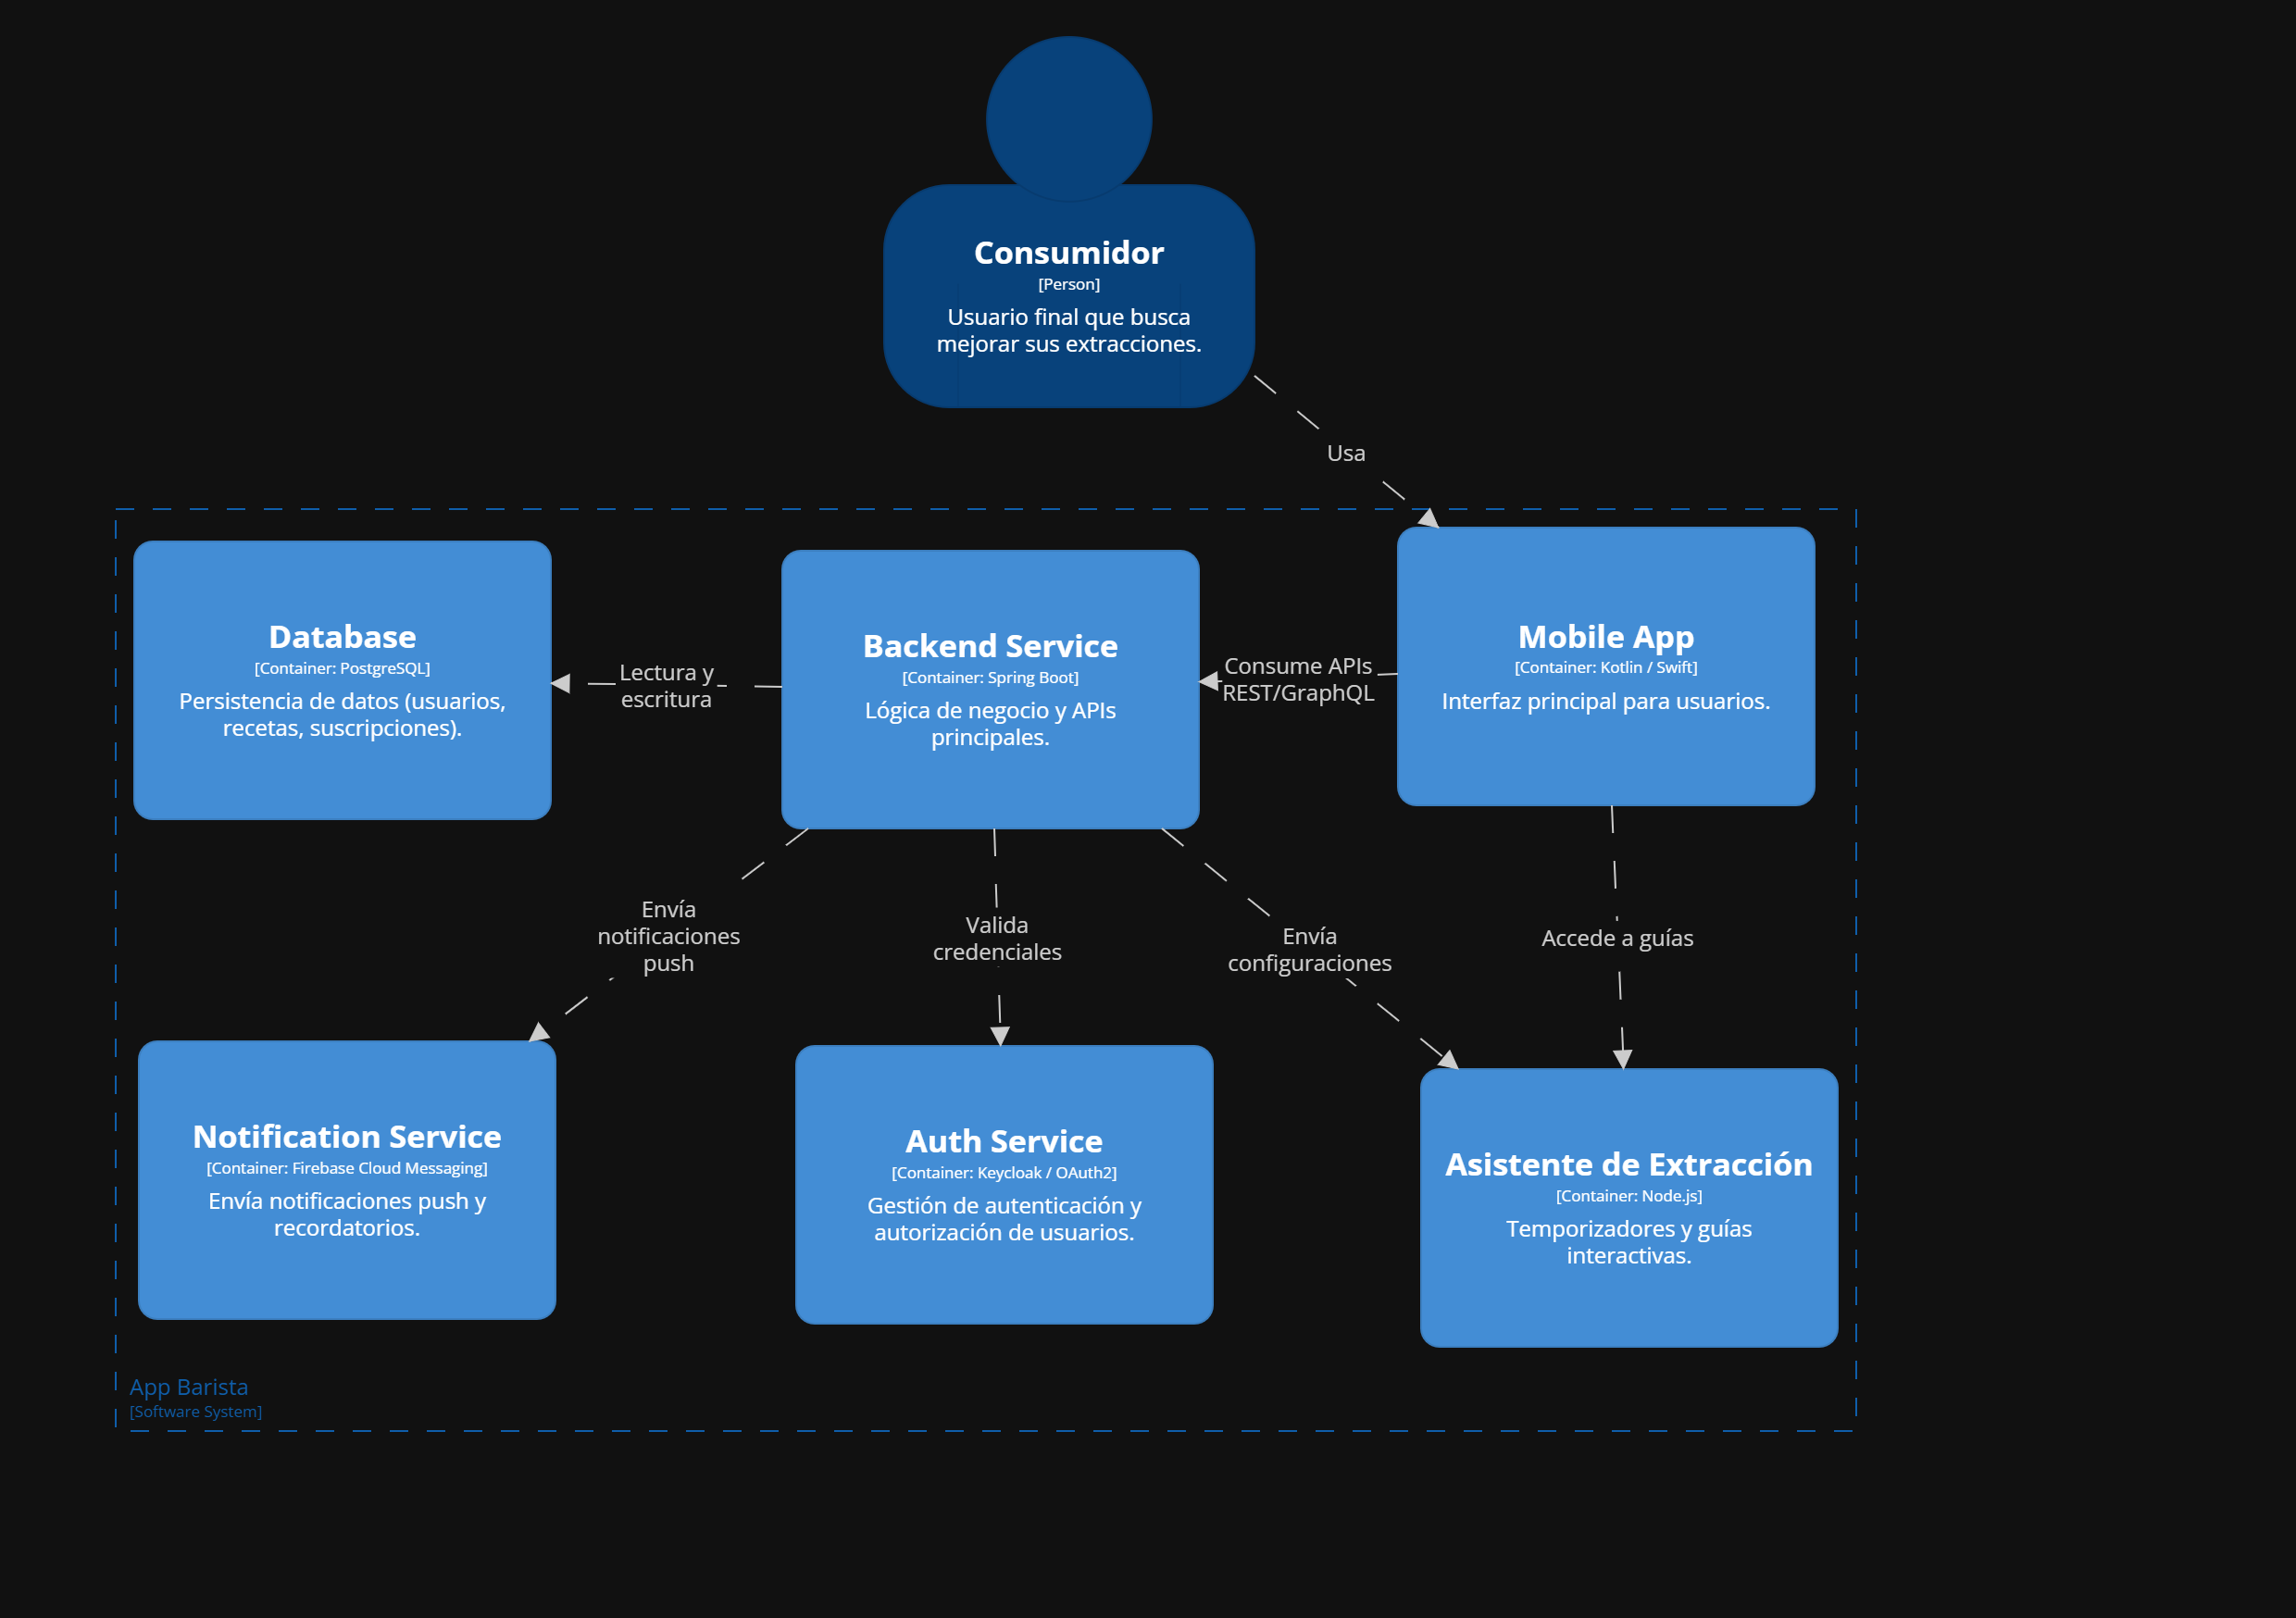 Consumidor
[Person]
Usuario final que busca
mejorar sus extracciones.
Usa
Database
[Container: PostgreSQL]
Persistencia de datos (usuarios,
recetas, suscripciones).
Lectura y
escritura
Backend Service
[Container: Spring Boot]
Lógica de negocio y APIs
principales.
Consume APIs
REST/GraphQL
Mobile App
[Container: Kotlin / Swift]
Interfaz principal para usuarios.
Envía
notificaciones
push
Valida
credenciales
Envía
configuraciones
Accede a guías
Notification Service
[Container: Firebase Cloud Messaging]
Envía notificaciones push y
recordatorios.
Auth Service
[Container: Keycloak / OAuth2]
Gestión de autenticación y
autorización de usuarios.
Asistente de Extracción
[Container: Node.js]
Temporizadores y guías
interactivas.
App Barista
[Software System]